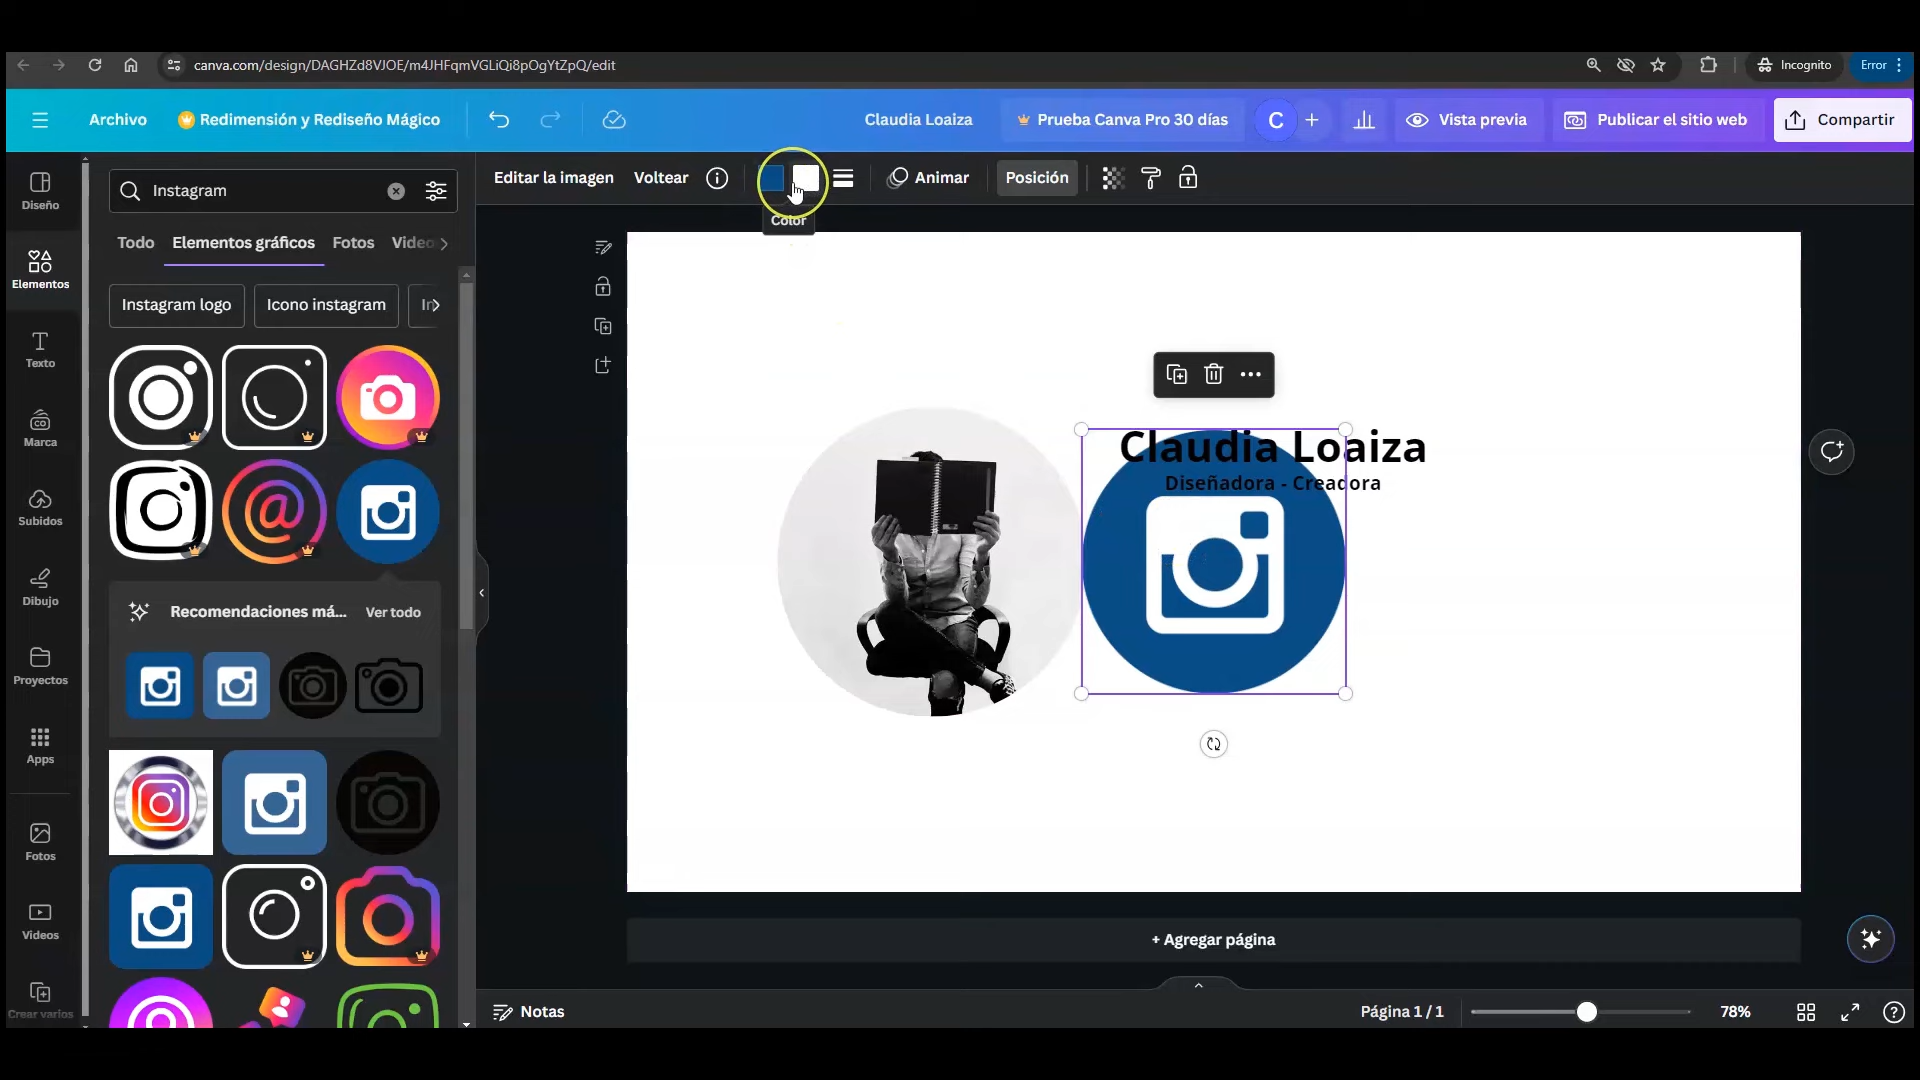 canva.com/design/DAGHZd8VJOE/m4JHFqmVGLiQi8pOgYtZpQ/edit
Incognito
Error
Archivo
Redimensión y Rediseño Mágico
Claudia Loaiza
Prueba Canva Pro 30 días
C
Vista previa
Publicar el sitio web
Compartir
Diseño
Elementos
Texto
Marca
Subidos
Dibujo
Proyectos
Apps
Fotos
Videos
Crear varios
Instagram
Todo
Elementos gráficos
Fotos
Video
Instagram logo
Icono instagram
In
Recomendaciones má...
Ver todo
Editar la imagen
Voltear
Animar
Posición
Color
Claudia Loaiza
Diseñadora - Creadora
+ Agregar página
Notas
Página 1 / 1
78%